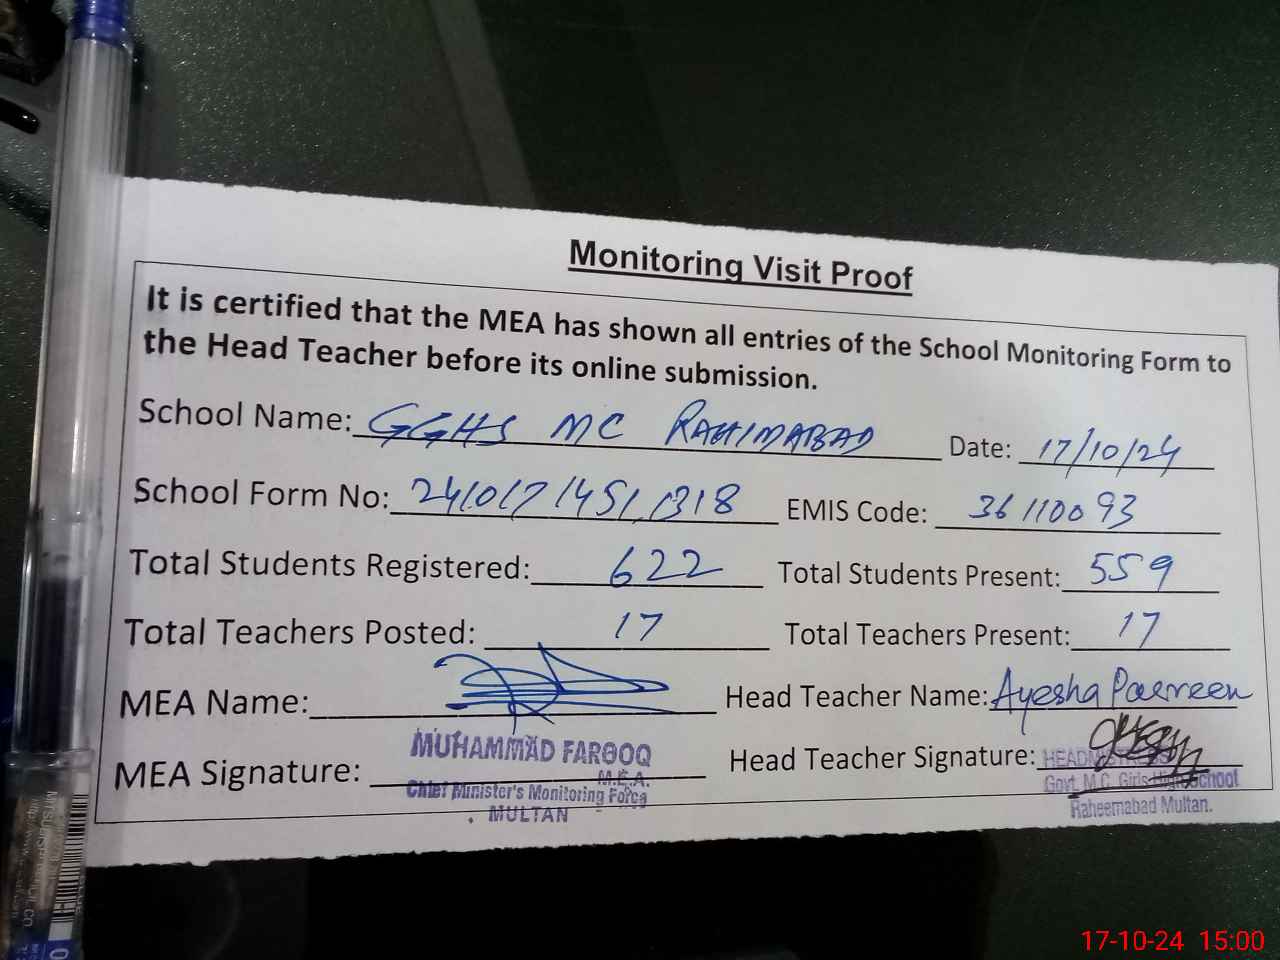 Monitoring Visit Proof
It is certified that the MEA has shown all entries of the School Monitoring Form to
the Head Teacher before its online submission.
School Name: GGHS MC RAHIMABAD Date: 17/10/24
School Form No: EMIS Code: 36110093
Total Students Registered: 622 Total Students Present: 559
Total Teachers Posted: 17 Total Teachers Present: 17
MEA Name: Head Teacher Name: Ayesha Parveen
MUHAMMAD FAROOQ
MEA Signature: Head Teacher Signature:
M.E.A.
Chief Minister's Monitoring Force
MULTAN
HEADMISTRESS
Govt. M.C. Girls High School
Raheemabad Multan.
17-10-24 15:00